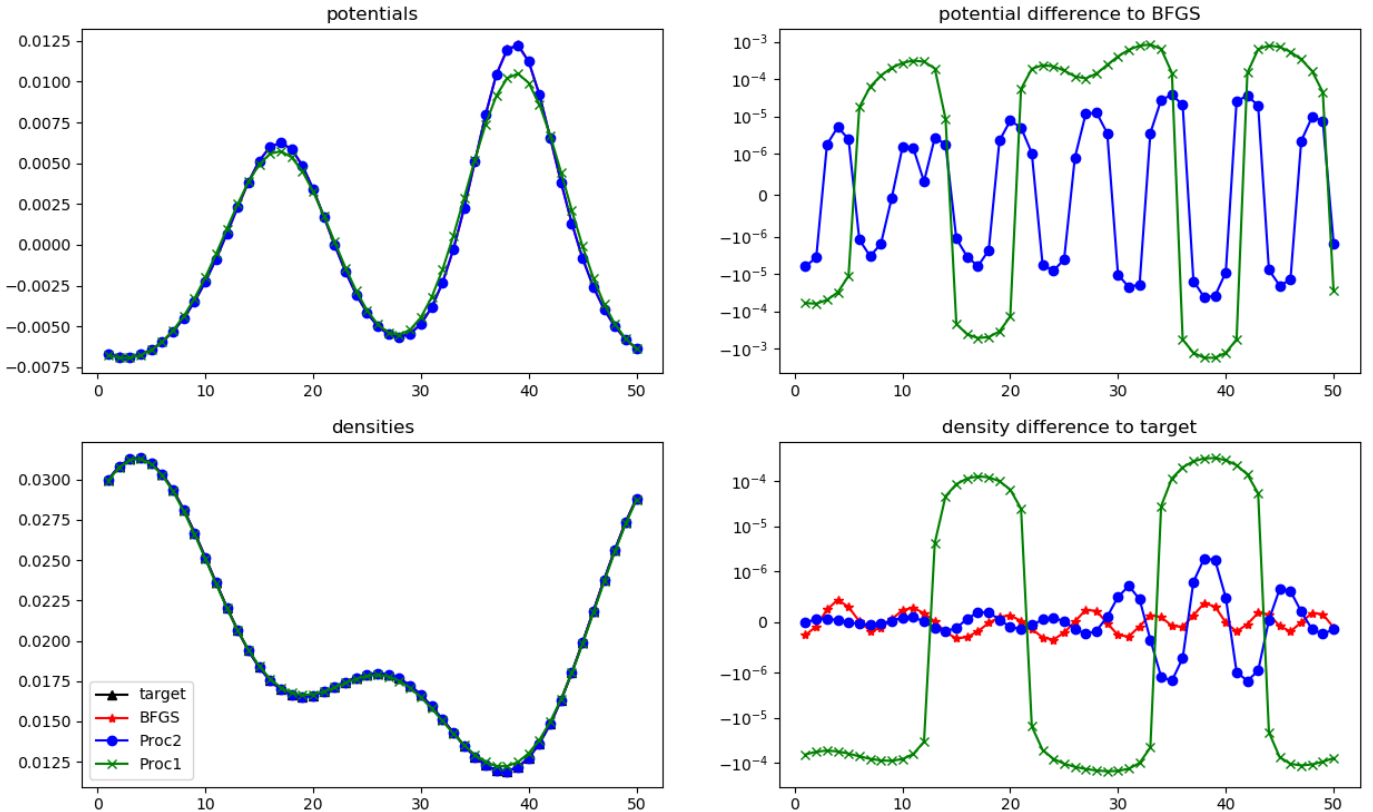 potentials
0.0125
0.0100
0.0075
0.0050
0.0025
0.0000
−0.0025
−0.0050
−0.0075
0 10 20 30 40 50
potential difference to BFGS
10⁻³
10⁻⁴
10⁻⁵
10⁻⁶
0
−10⁻⁶
−10⁻⁵
−10⁻⁴
−10⁻³
0 10 20 30 40 50
densities
0.0300
0.0275
0.0250
0.0225
0.0200
0.0175
0.0150
0.0125
target
BFGS
Proc2
Proc1
0 10 20 30 40 50
density difference to target
10⁻⁴
10⁻⁵
10⁻⁶
0
−10⁻⁶
−10⁻⁵
−10⁻⁴
0 10 20 30 40 50